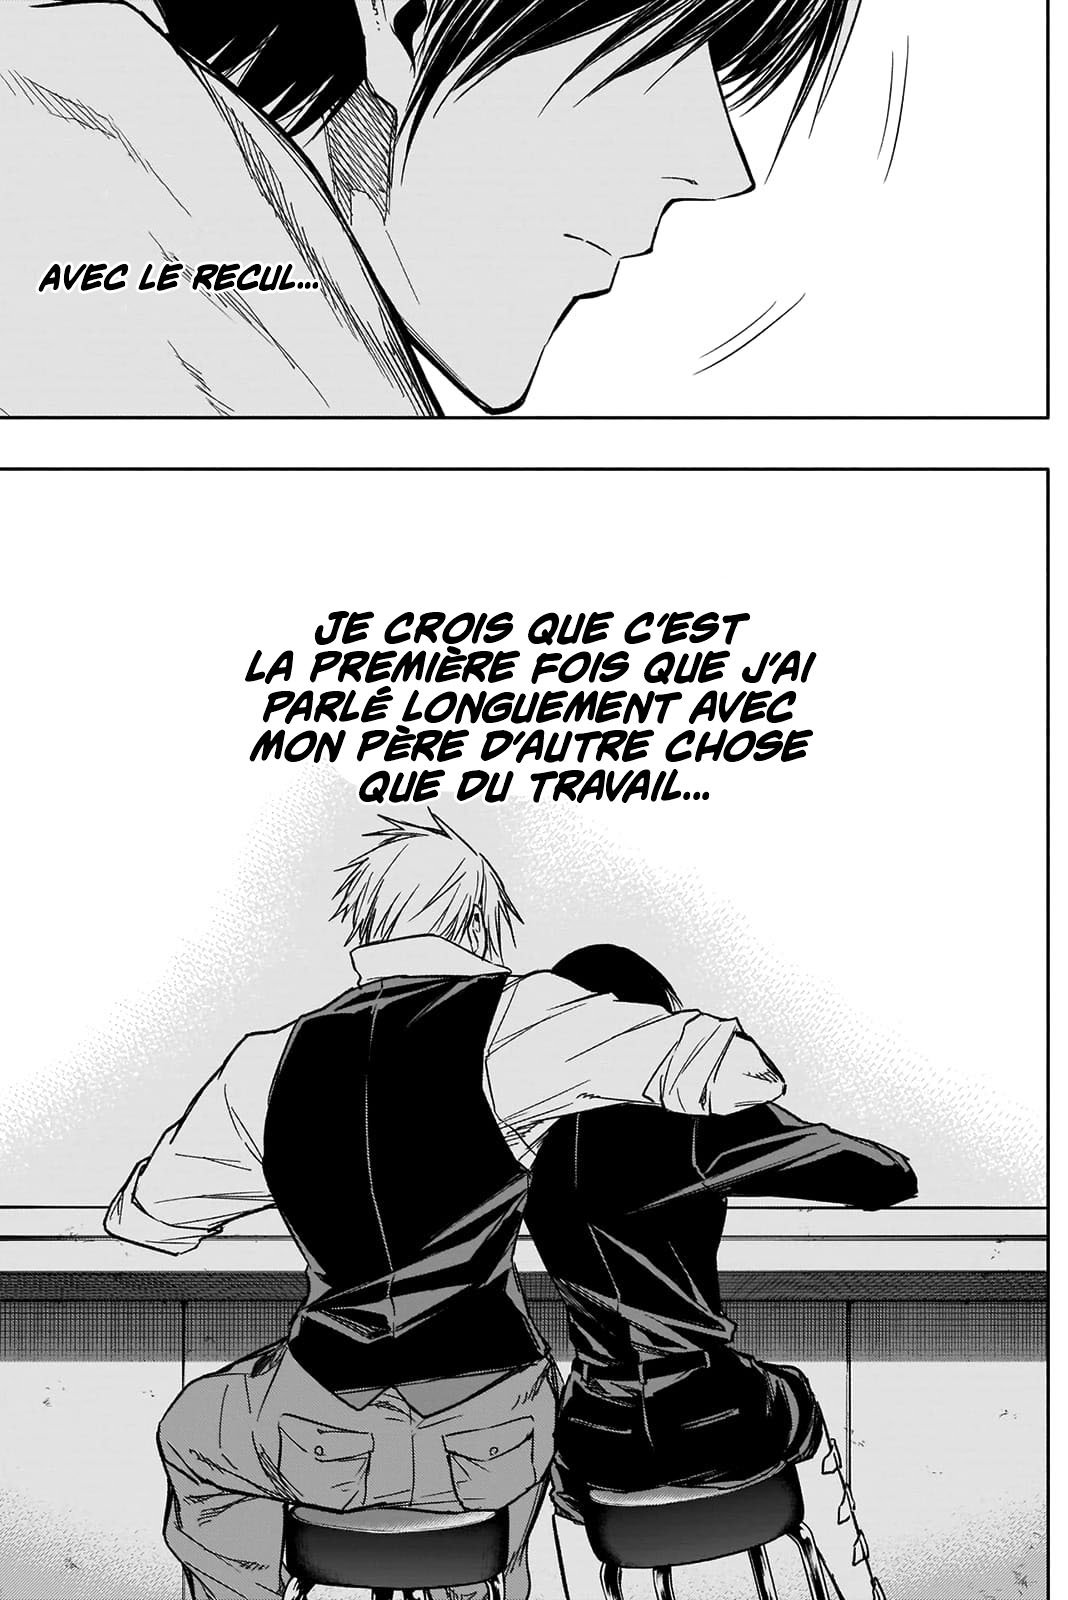 AVEC LE RECUL...
JE CROIS QUE C'EST
LA PREMIÈRE FOIS QUE J'AI
PARLÉ LONGUEMENT AVEC
MON PÈRE D'AUTRE CHOSE
QUE DU TRAVAIL...